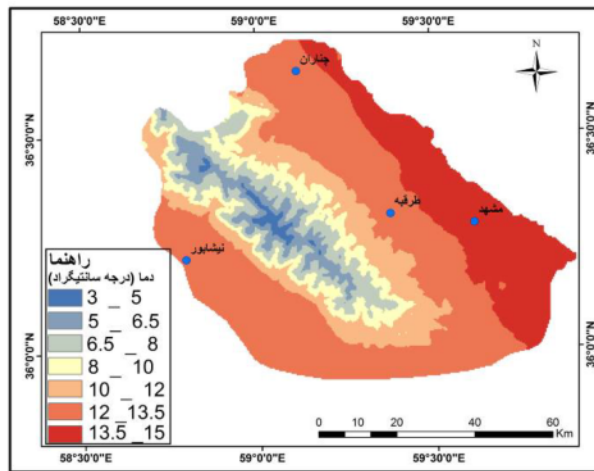 58°30'0"E 59°0'0"E 59°30'0"E
N
چناران
36°30'0"N 36°30'0"N
طرقبه
مشهد
نیشابور
راهنما
دما (درجه سانتیگراد)
3 _ 5
5 _ 6.5
6.5 _ 8
8 _ 10
10 _ 12
12 _ 13.5
13.5 _ 15
36°0'0"N 36°0'0"N
0 10 20 40 60
Km
58°30'0"E 59°0'0"E 59°30'0"E